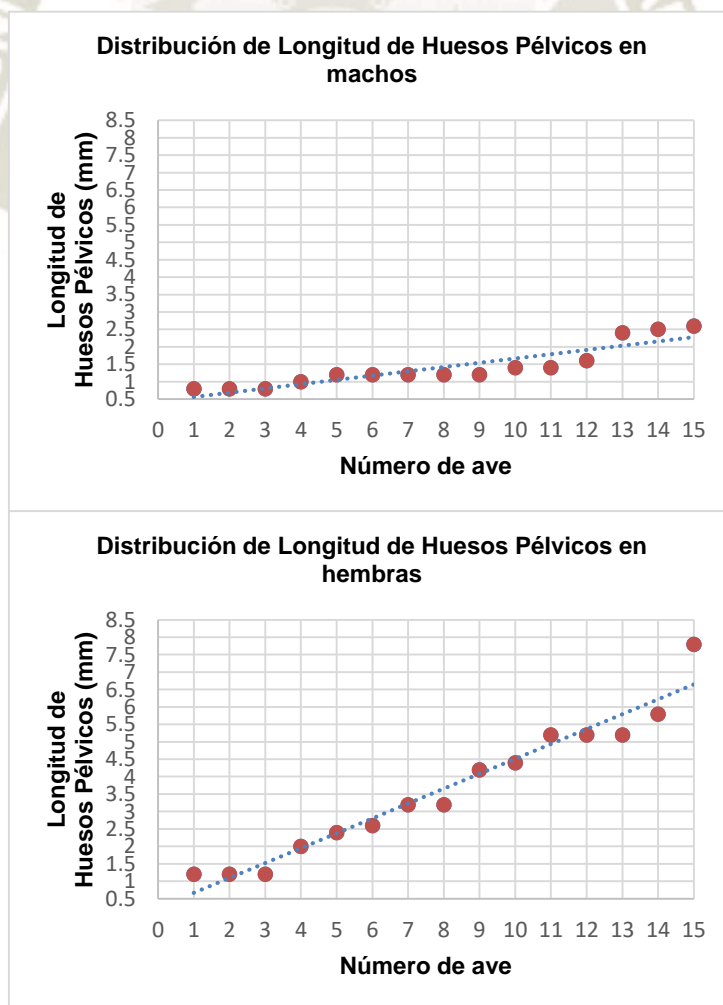 Distribución de Longitud de Huesos Pélvicos en
machos
Longitud de
Huesos Pélvicos (mm)
8.5
8
7.5
7
6.5
6
5.5
5
4.5
4
3.5
3
2.5
2
1.5
1
0.5
0 1 2 3 4 5 6 7 8 9 10 11 12 13 14 15
Número de ave
Distribución de Longitud de Huesos Pélvicos en
hembras
Longitud de
Huesos Pélvicos (mm)
8.5
8
7.5
7
6.5
6
5.5
5
4.5
4
3.5
3
2.5
2
1.5
1
0.5
0 1 2 3 4 5 6 7 8 9 10 11 12 13 14 15
Número de ave